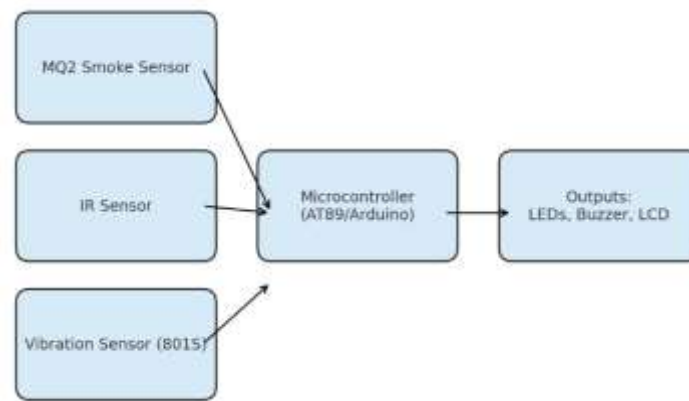 MQ2 Smoke Sensor
IR Sensor
Microcontroller
(AT89/Arduino)
Outputs:
LEDs, Buzzer, LCD
Vibration Sensor (801S)